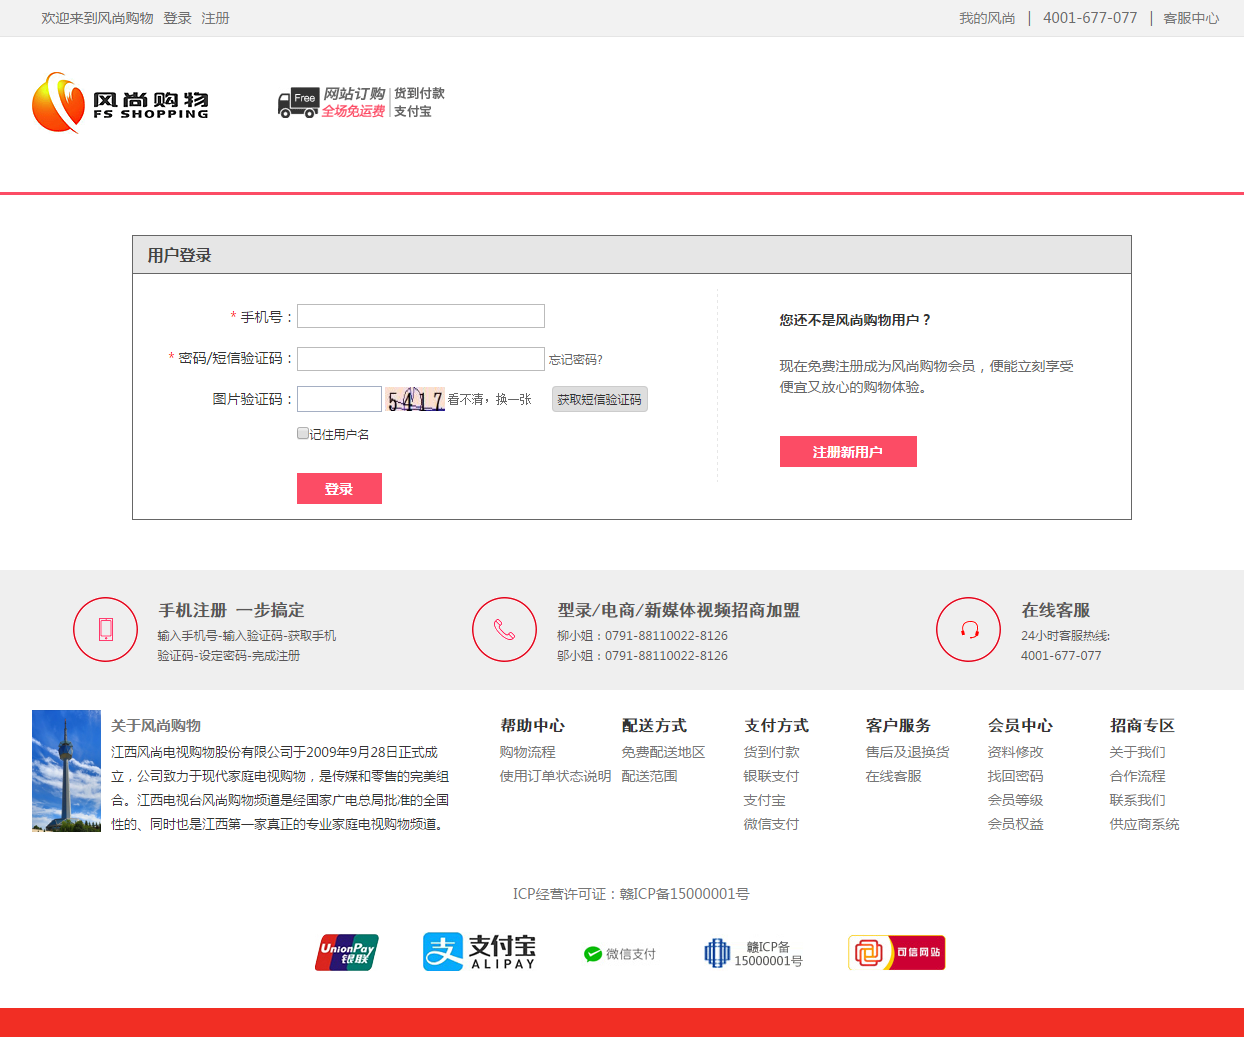 欢迎来到风尚购物 登录 注册
我的风尚 | 4001-677-077 | 客服中心
风尚购物
FS SHOPPING
Free
网站订购
全场免运费
货到付款
支付宝
用户登录
* 手机号：
* 密码/短信验证码：
忘记密码?
图片验证码：
5417
看不清，换一张
获取短信验证码
记住用户名
登录
您还不是风尚购物用户？
现在免费注册成为风尚购物会员，便能立刻享受
便宜又放心的购物体验。
注册新用户
手机注册 一步搞定
输入手机号-输入验证码-获取手机
验证码-设定密码-完成注册
型录/电商/新媒体视频招商加盟
柳小姐：0791-88110022-8126
邬小姐：0791-88110022-8126
在线客服
24小时客服热线:
4001-677-077
关于风尚购物
江西风尚电视购物股份有限公司于2009年9月28日正式成
立，公司致力于现代家庭电视购物，是传媒和零售的完美组
合。江西电视台风尚购物频道是经国家广电总局批准的全国
性的、同时也是江西第一家真正的专业家庭电视购物频道。
帮助中心
购物流程
使用订单状态说明
配送方式
免费配送地区
配送范围
支付方式
货到付款
银联支付
支付宝
微信支付
客户服务
售后及退换货
在线客服
会员中心
资料修改
找回密码
会员等级
会员权益
招商专区
关于我们
合作流程
联系我们
供应商系统
ICP经营许可证：赣ICP备15000001号
UnionPay
银联
支
支付宝
ALIPAY
微信支付
赣ICP备
15000001号
可信网站